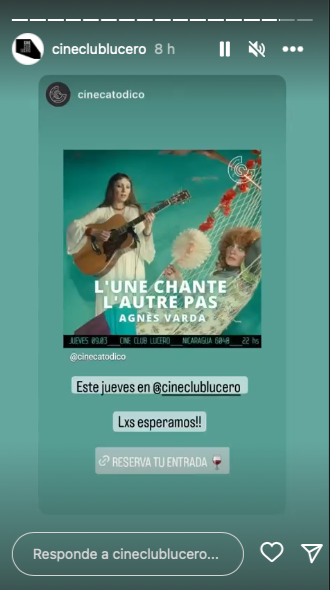 cineclublucero 8 h
cinecatodico
L'UNE CHANTE
L'AUTRE PAS
AGNÈS VARDA
JUEVES 09.03 CINE CLUB LUCERO NICARAGUA 6048 22 hs
@cinecatodico
Este jueves en @cineclublucero
Lxs esperamos!!
RESERVA TU ENTRADA 🍷
Responde a cineclublucero...